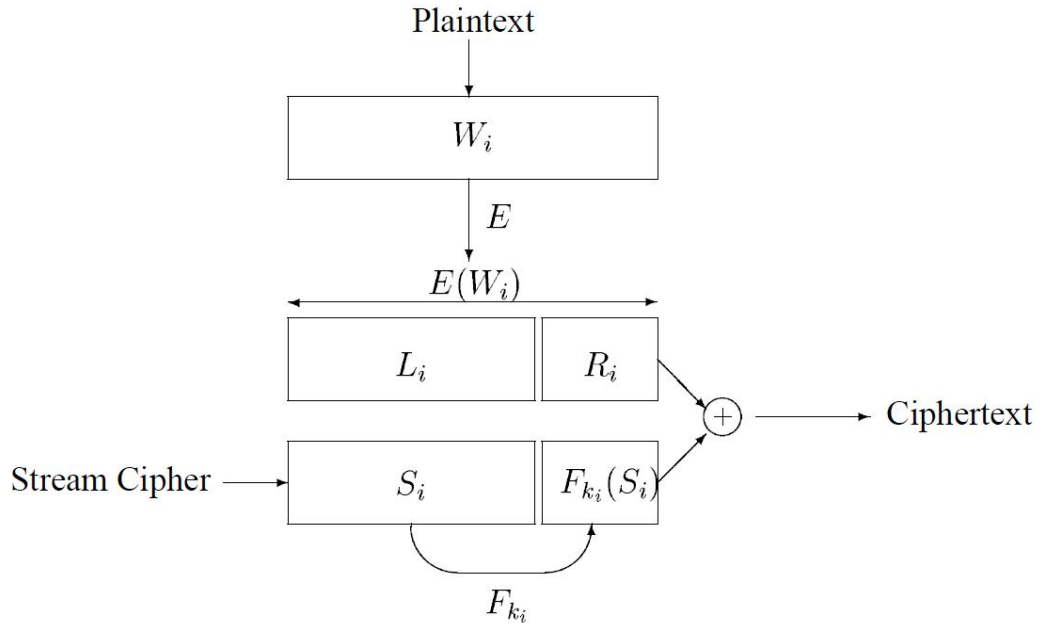 Plaintext
W_i
E
E(W_i)
L_i
R_i
+
Ciphertext
Stream Cipher
S_i
F_{k_i}(S_i)
F_{k_i}